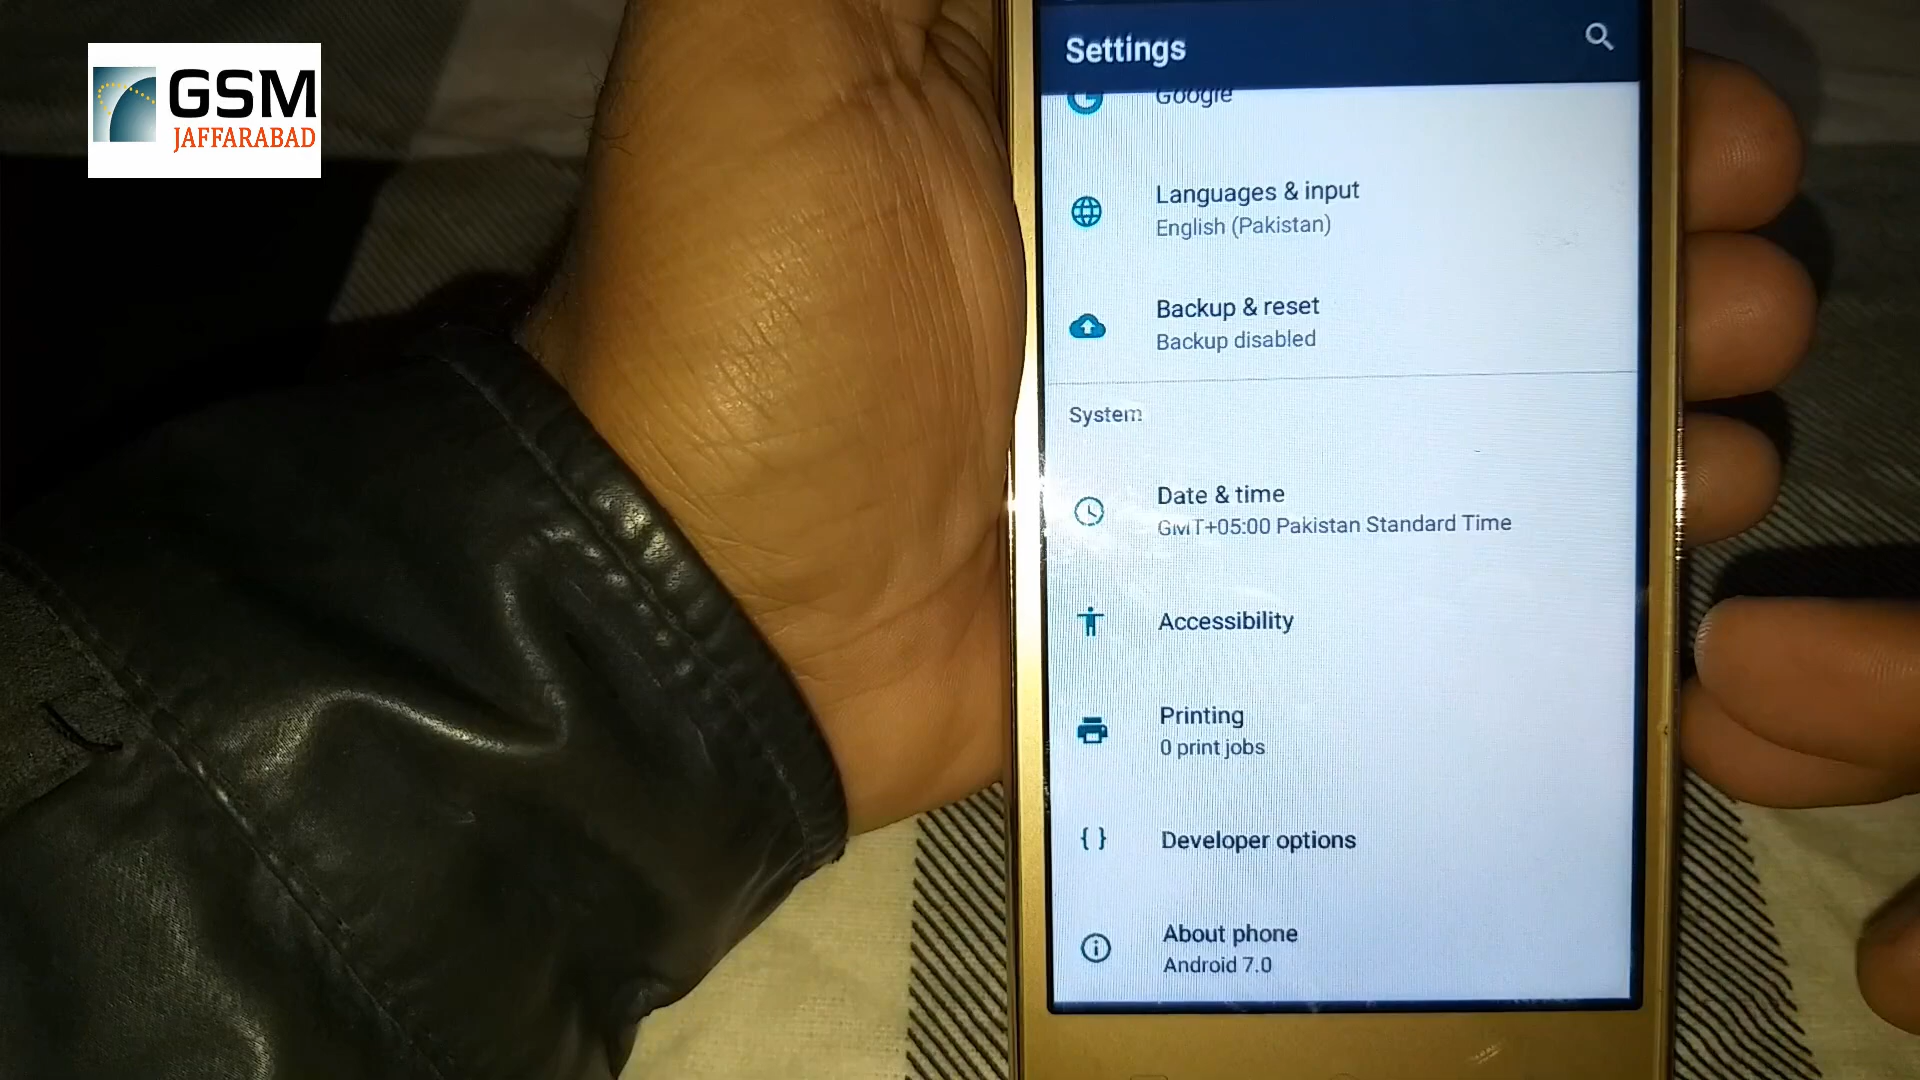 GSM
JAFFARABAD
Settings
Google
Languages & input
English (Pakistan)
Backup & reset
Backup disabled
System
Date & time
GMT+05:00 Pakistan Standard Time
Accessibility
Printing
0 print jobs
{ } Developer options
About phone
Android 7.0